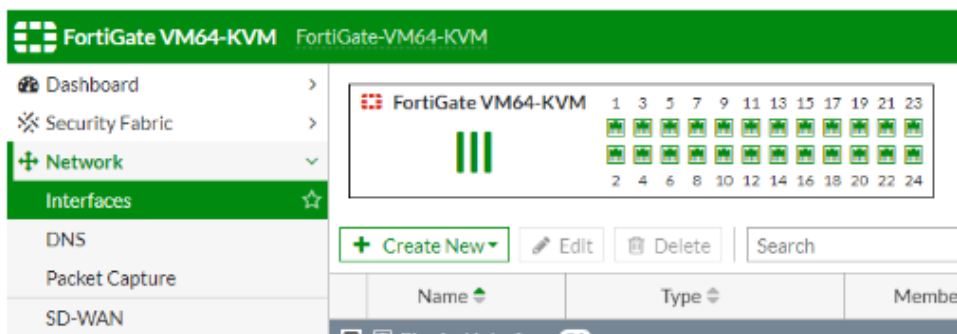 FortiGate VM64-KVM FortiGate-VM64-KVM
Dashboard
Security Fabric
Network
Interfaces
DNS
Packet Capture
SD-WAN
FortiGate VM64-KVM
1 3 5 7 9 11 13 15 17 19 21 23
2 4 6 8 10 12 14 16 18 20 22 24
+ Create New Edit Delete Search
Name Type Membe